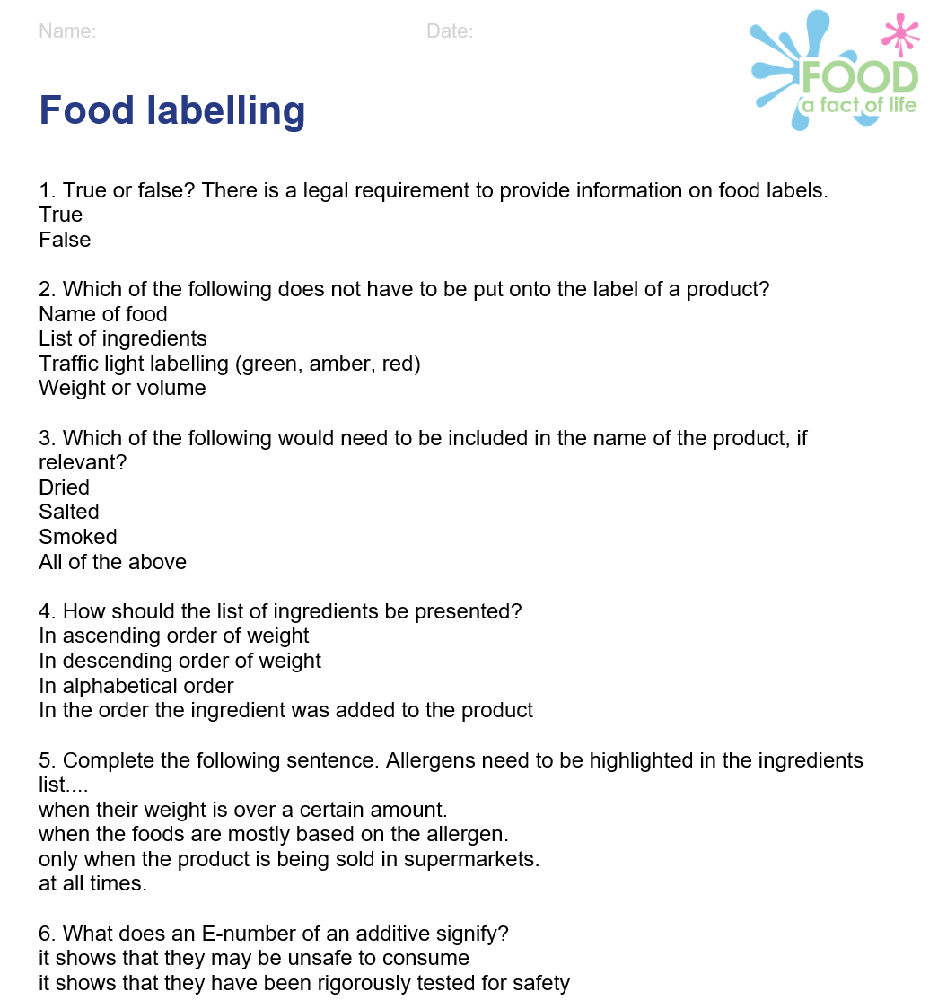 Name:
Date:
FOOD
a fact of life
Food labelling
1. True or false? There is a legal requirement to provide information on food labels.
True
False
2. Which of the following does not have to be put onto the label of a product?
Name of food
List of ingredients
Traffic light labelling (green, amber, red)
Weight or volume
3. Which of the following would need to be included in the name of the product, if
relevant?
Dried
Salted
Smoked
All of the above
4. How should the list of ingredients be presented?
In ascending order of weight
In descending order of weight
In alphabetical order
In the order the ingredient was added to the product
5. Complete the following sentence. Allergens need to be highlighted in the ingredients
list....
when their weight is over a certain amount.
when the foods are mostly based on the allergen.
only when the product is being sold in supermarkets.
at all times.
6. What does an E-number of an additive signify?
it shows that they may be unsafe to consume
it shows that they have been rigorously tested for safety